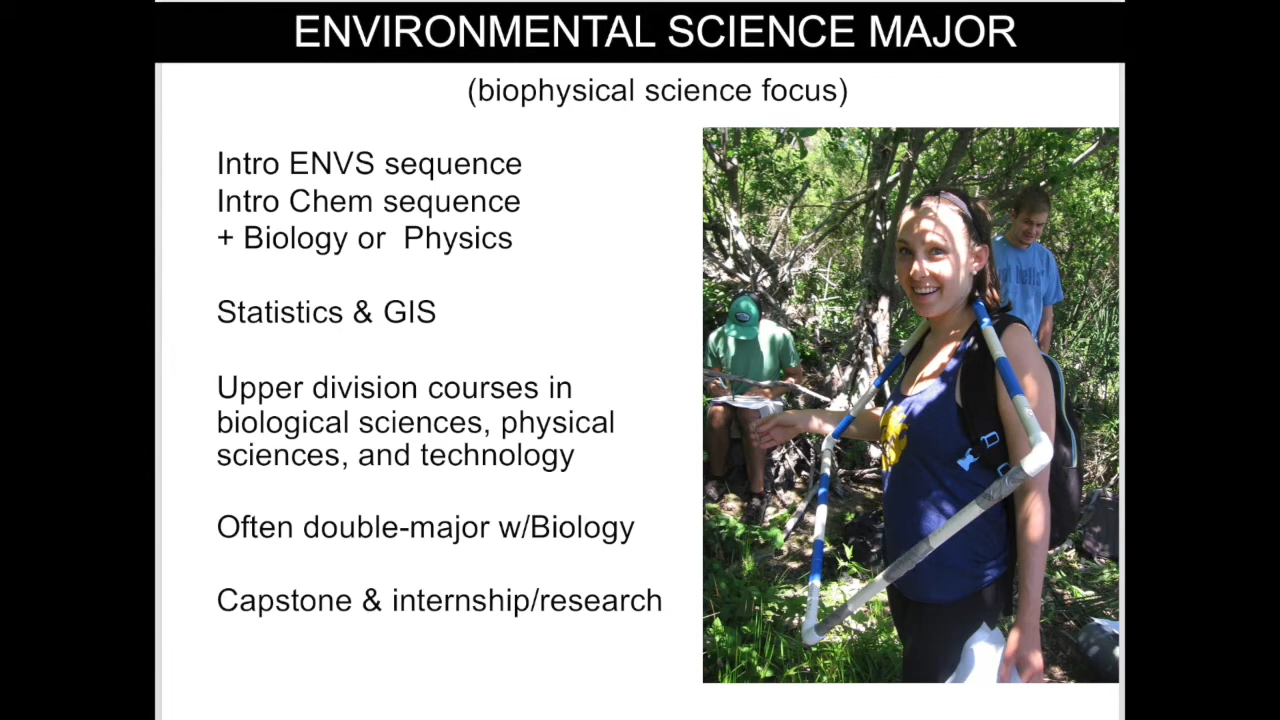 ENVIRONMENTAL SCIENCE MAJOR
(biophysical science focus)
Intro ENVS sequence
Intro Chem sequence
+ Biology or Physics
Statistics & GIS
Upper division courses in
biological sciences, physical
sciences, and technology
Often double-major w/Biology
Capstone & internship/research